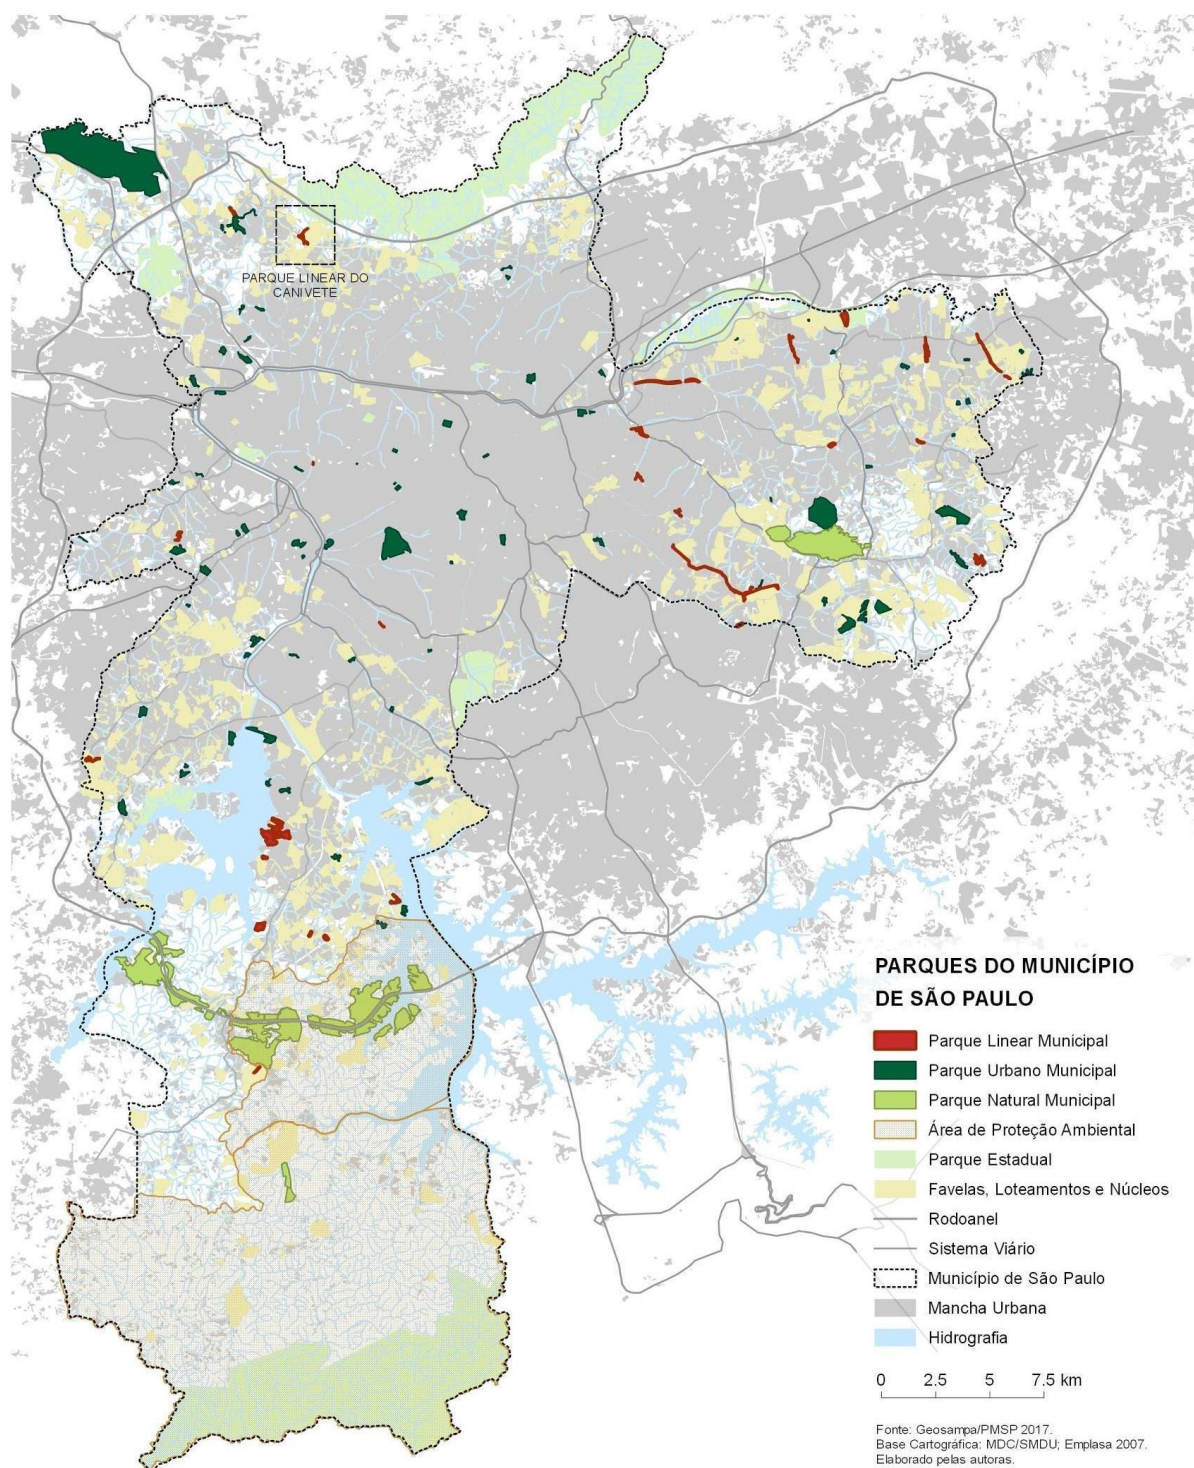 PARQUE LINEAR DO
CANIVETE
PARQUES DO MUNICÍPIO
DE SÃO PAULO
Parque Linear Municipal
Parque Urbano Municipal
Parque Natural Municipal
Área de Proteção Ambiental
Parque Estadual
Favelas, Loteamentos e Núcleos
Rodoanel
Sistema Viário
Município de São Paulo
Mancha Urbana
Hidrografia
0 2.5 5 7.5 km
Fonte: Geosampa/PMSP 2017.
Base Cartográfica: MDC/SMDU; Emplasa 2007.
Elaborado pelas autoras.